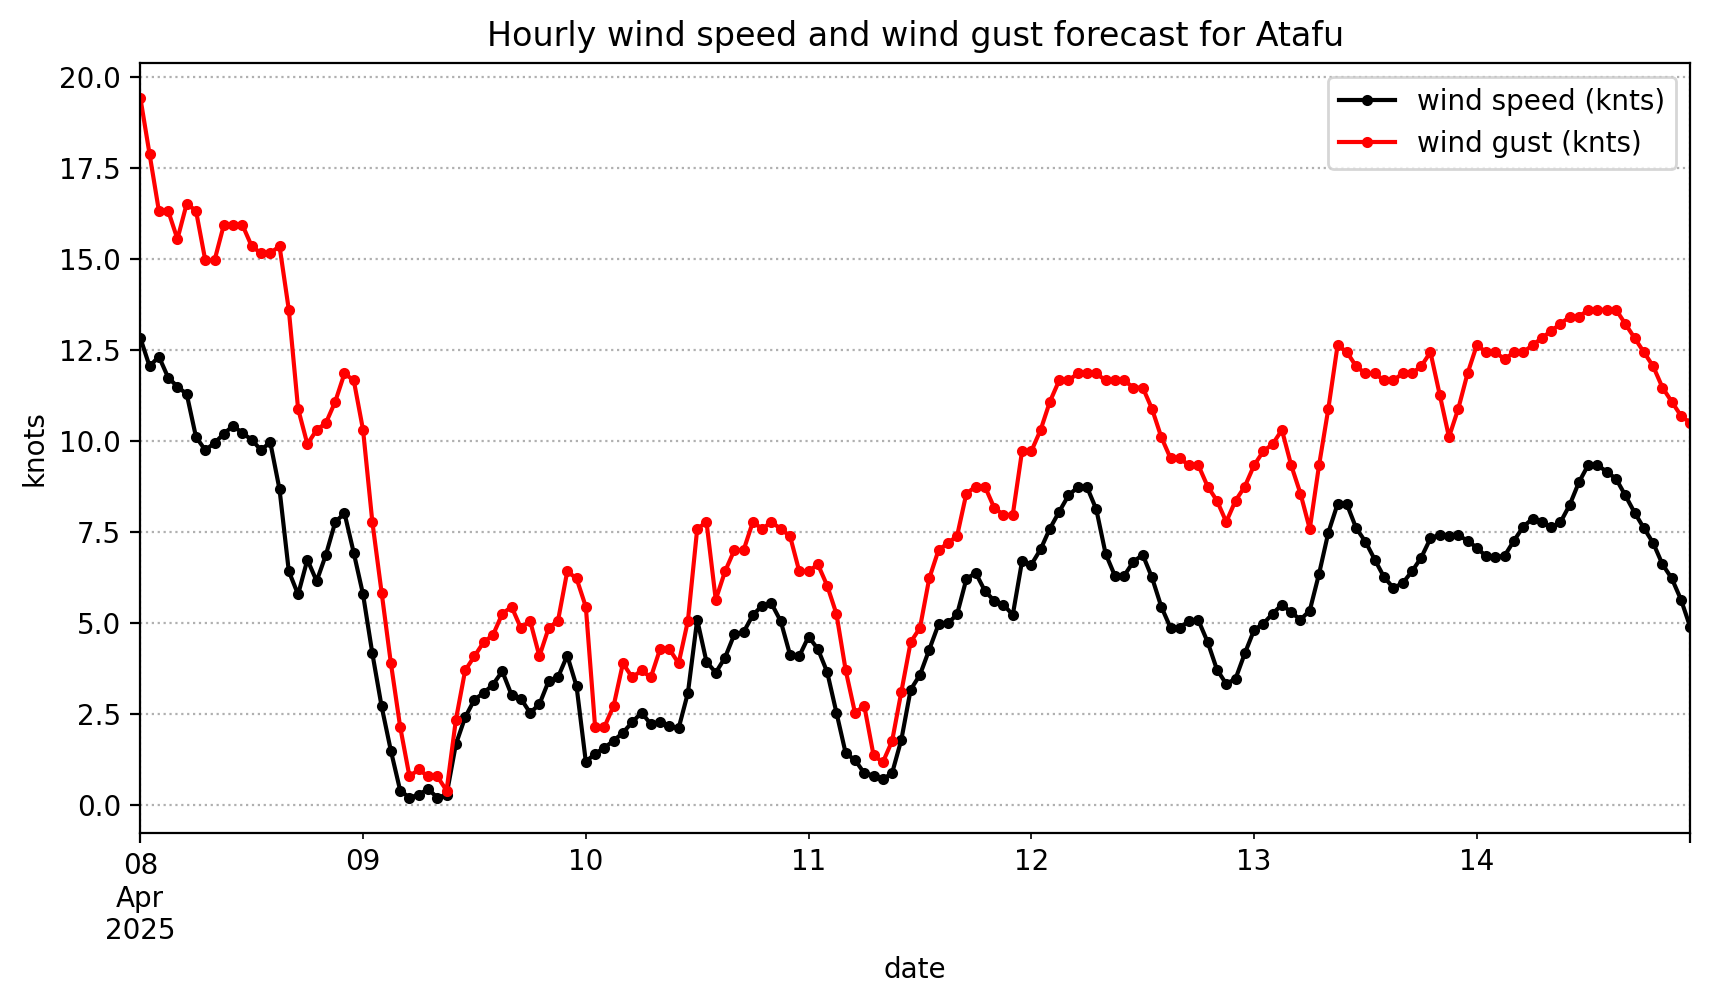 Hourly wind speed and wind gust forecast for Atafu
wind speed (knts)
wind gust (knts)
20.0
17.5
15.0
12.5
10.0
7.5
5.0
2.5
0.0
knots
08
Apr
2025
09
10
11
12
13
14
date